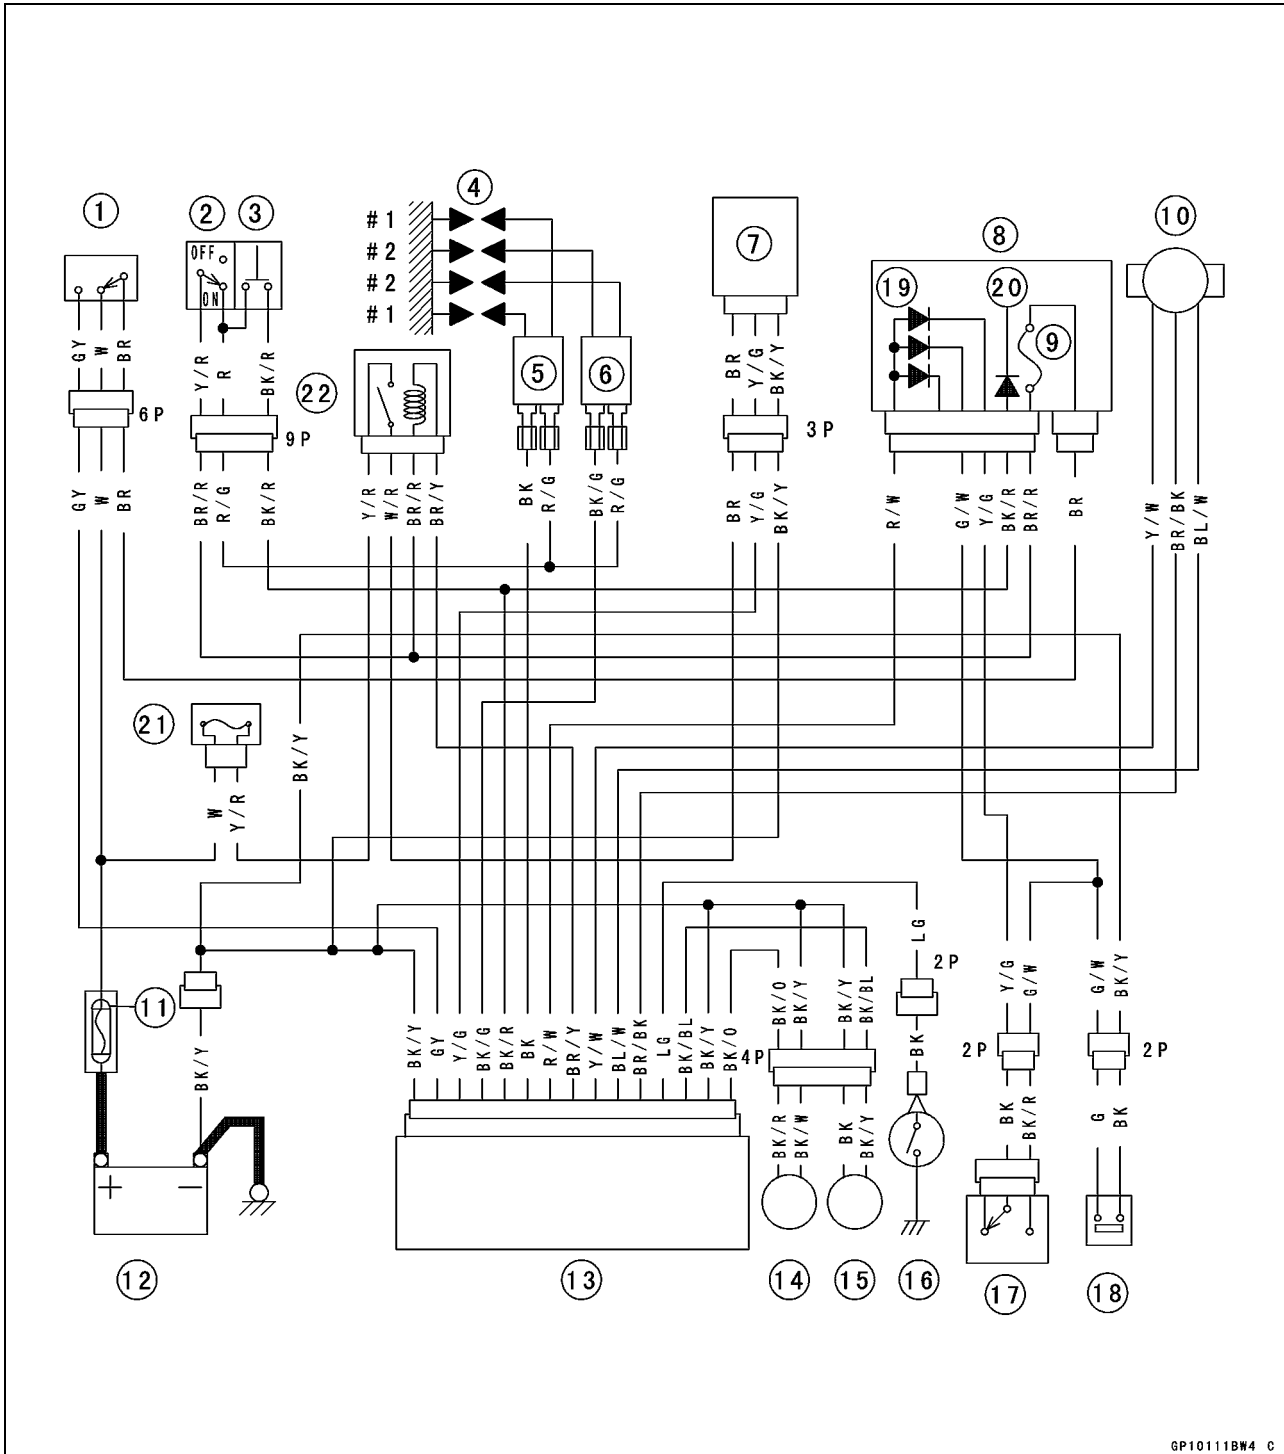 4
1
2
3
#1
#2
#2
#1
10
8
7
OFF
ON
19
20
9
5
6
22
GY
W
BR
Y/R
R
BK/R
BR
Y/G
BK/Y
6P
9P
3P
GY
W
BR
BR/R
R/G
BK/R
Y/R
W/R
BR/R
BR/Y
BK
R/G
BK/G
R/G
BR
Y/G
BK/Y
R/W
G/W
Y/G
BK/R
BR/R
BR
Y/W
BR/BK
BL/W
21
W
Y/R
BK/Y
11
BK/Y
BK/Y
GY
Y/G
BK/G
BK/R
BK
R/W
BR/Y
Y/W
BL/W
BR/BK
LG
BK/BL
BK/Y
BK/O
BK/O
BK/Y
BK/Y
BK/BL
LG
2P
Y/G
G/W
G/W
BK/Y
4P
BK
2P
2P
BK/R
BK/W
BK
BK/Y
BK
BK/R
G
BK
+
−
12
13
14
15
16
17
18
GP10111BW4 C